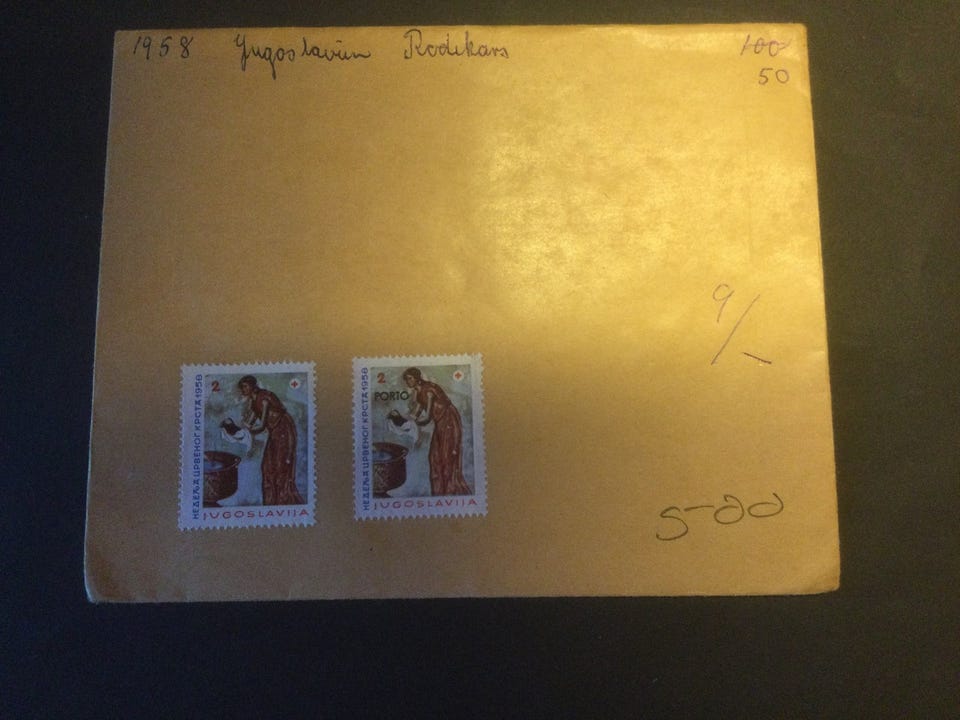 1958 Jugoslavien Rodekors
100
50
9/-
2
НЕДЕЉА ЦРВЕНОГ КРСТА 1958
JUGOSLAVIJA
2
PORTO
НЕДЕЉА ЦРВЕНОГ КРСТА 1958
JUGOSLAVIJA
5-00